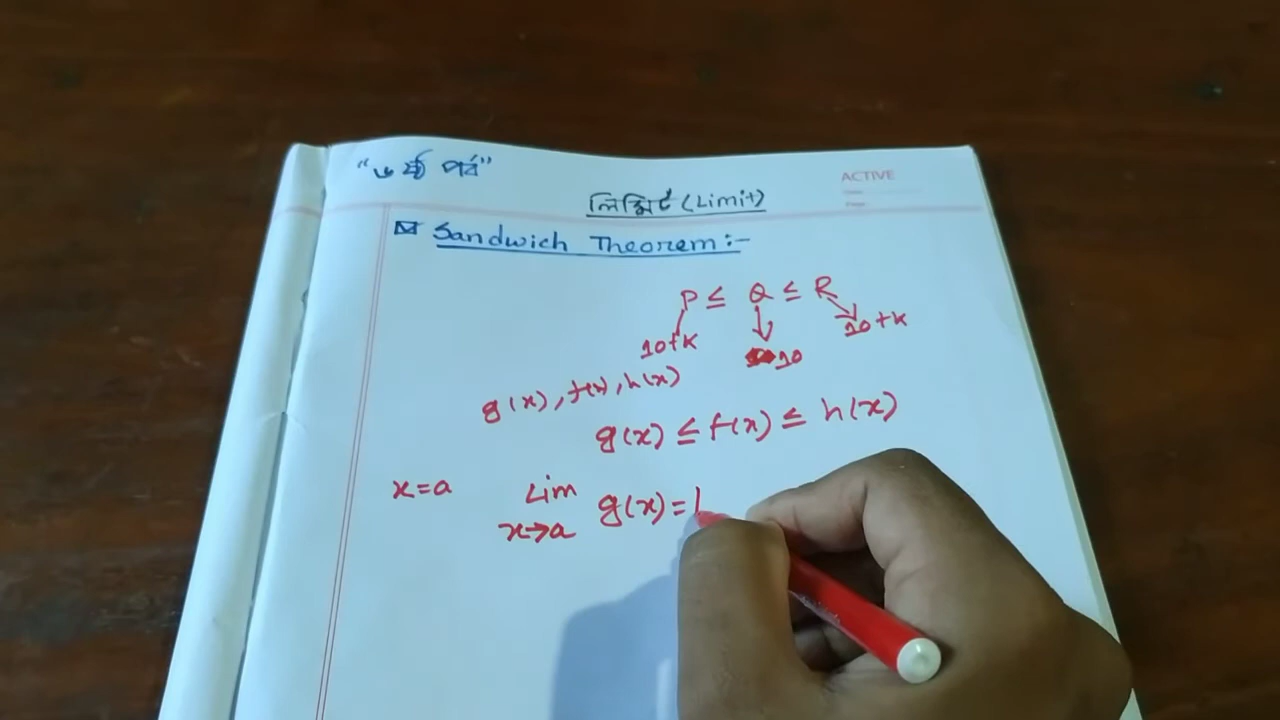 "৬ষ্ঠ পর্ব"
ACTIVE
লিমিট (Limit)
Sandwich Theorem :-
P ≤ Q ≤ R
10+K 10 10+K
g(x), f(x), h(x)
g(x) ≤ f(x) ≤ h(x)
x=a Lim g(x) = l
x→a